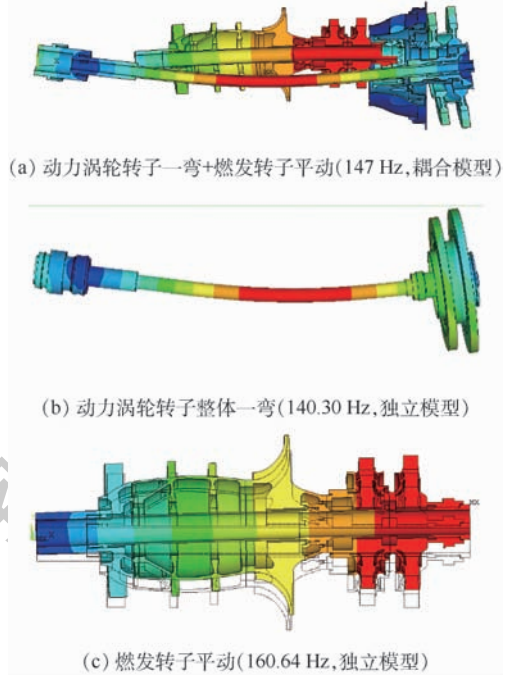 (a) 动力涡轮转子一弯+燃发转子平动(147 Hz,耦合模型)
(b) 动力涡轮转子整体一弯(140.30 Hz,独立模型)
(c) 燃发转子平动(160.64 Hz,独立模型)